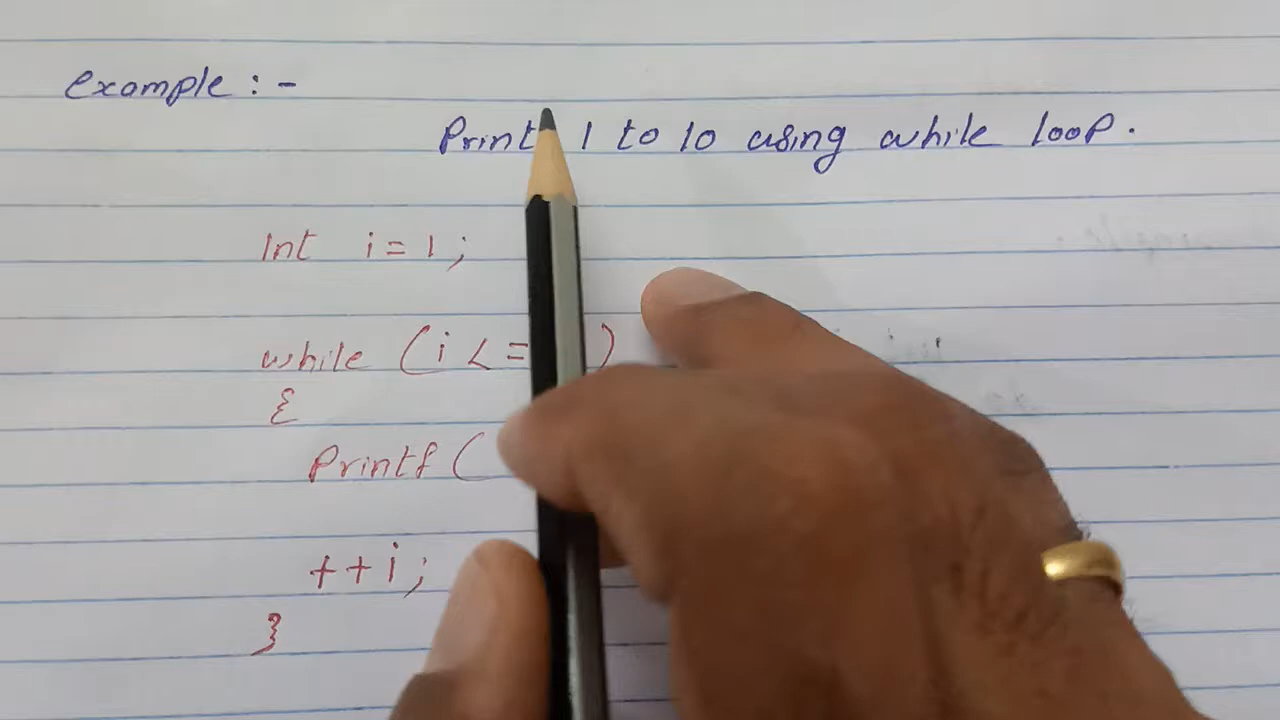 example :-
Print 1 to 10 using while loop.
Int i = 1 ;
while ( i < = )
{
Printf (
++i ;
}